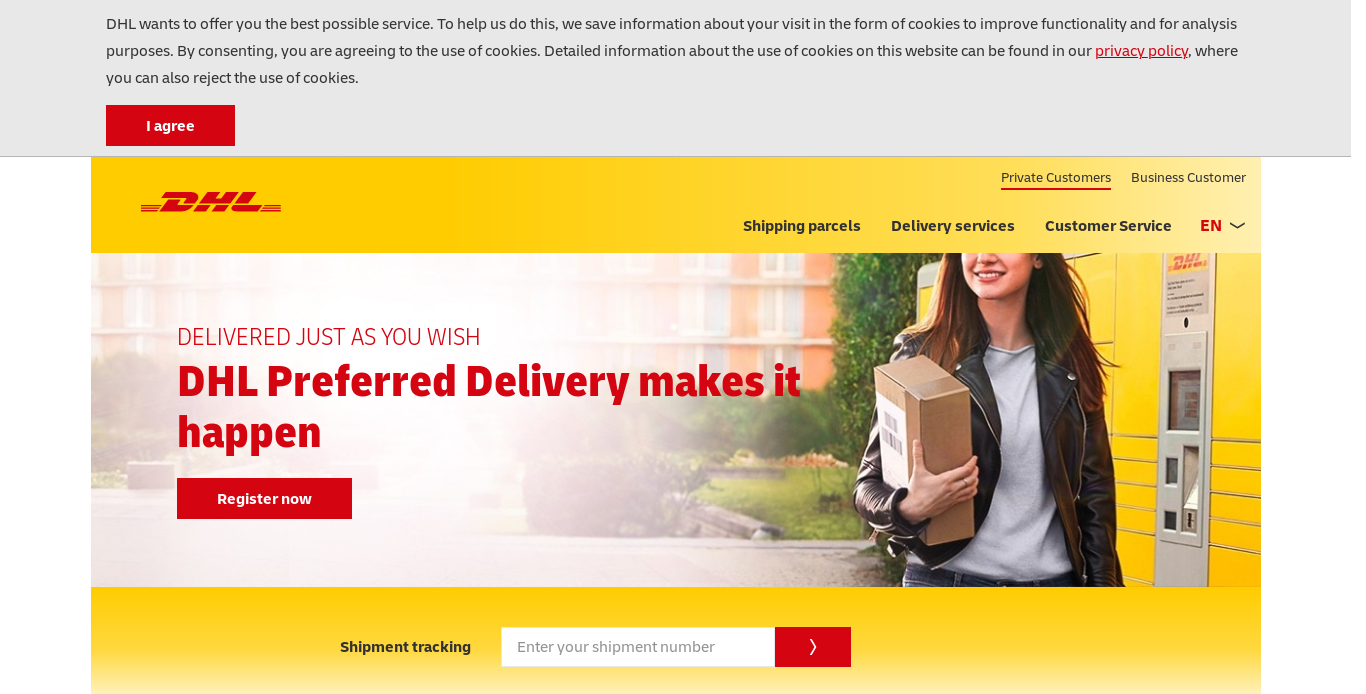 DHL wants to offer you the best possible service. To help us do this, we save information about your visit in the form of cookies to improve functionality and for analysis
purposes. By consenting, you are agreeing to the use of cookies. Detailed information about the use of cookies on this website can be found in our privacy policy, where
you can also reject the use of cookies.
I agree
Private Customers Business Customer
DHL
Shipping parcels Delivery services Customer Service EN
DHL
DELIVERED JUST AS YOU WISH
DHL Preferred Delivery makes it
happen
Register now
Shipment tracking Enter your shipment number